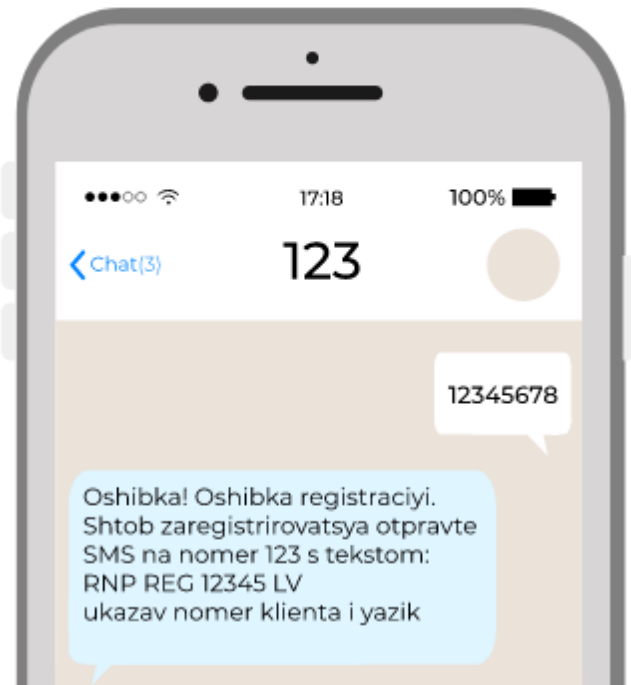 17:18
100%
Chat(3)
123
12345678
Oshibka! Oshibka registraciyi.
Shtob zaregistrirovatsya otpravte
SMS na nomer 123 s tekstom:
RNP REG 12345 LV
ukazav nomer klienta i yazik